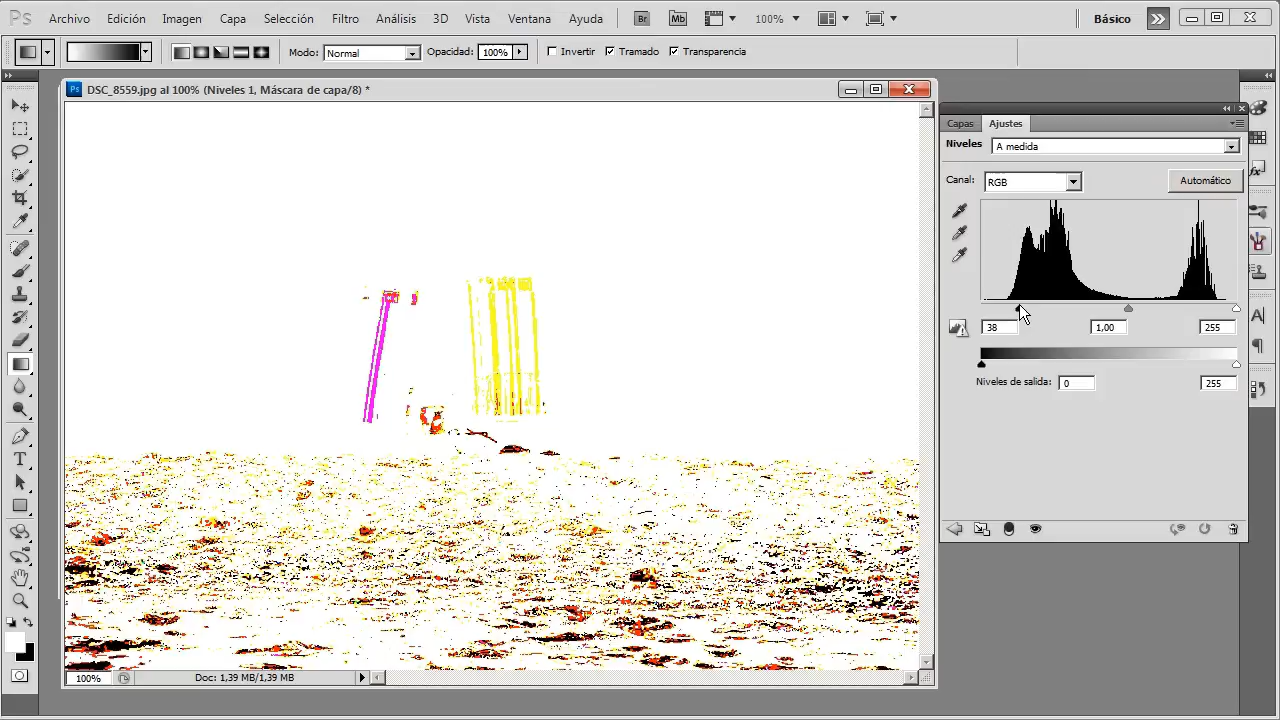 Ps Archivo Edición Imagen Capa Selección Filtro Análisis 3D Vista Ventana Ayuda Br Mb 100% Básico
Modo: Normal Opacidad: 100% Invertir Tramado Transparencia
Ps DSC_8559.jpg al 100% (Niveles 1, Máscara de capa/8) *
Capas Ajustes
Niveles A medida
Canal: RGB Automático
38 1,00 255
Niveles de salida: 0 255
T
A
fx
100% Doc: 1,39 MB/1,39 MB